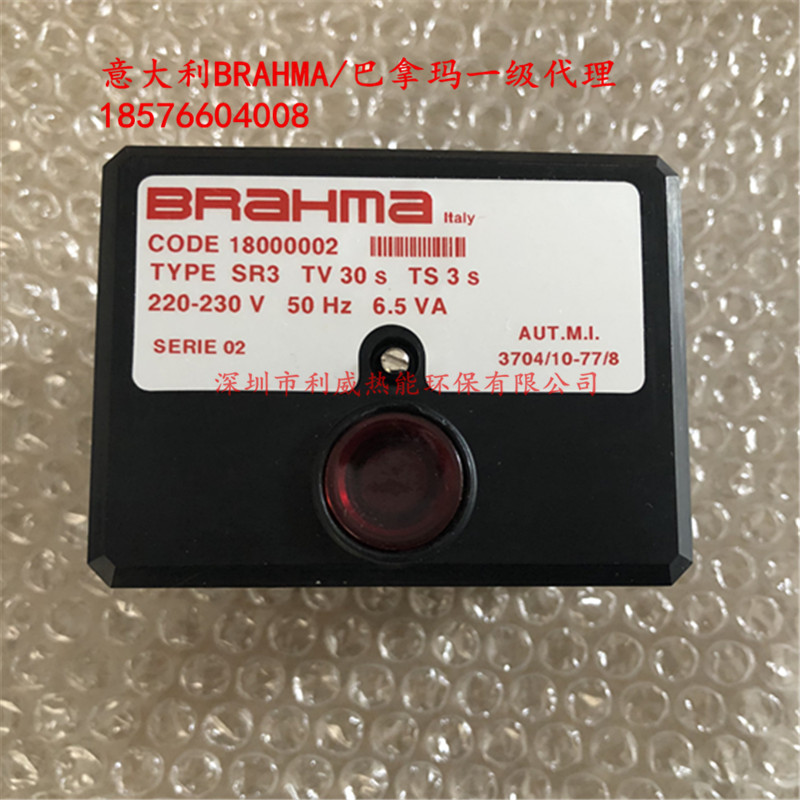 意大利BRAHMA/巴拿玛一级代理
18576604008
BRAHMA Italy
CODE 18000002
TYPE SR3 TV 30 s TS 3 s
220-230 V 50 Hz 6.5 VA
AUT.M.I.
SERIE 02
3704/10-77/8
深圳市利威热能环保有限公司